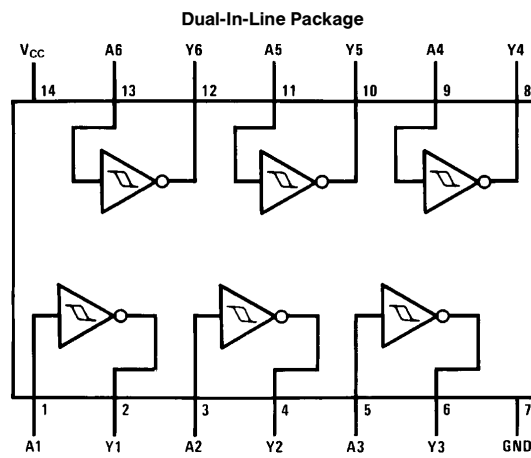 Dual-In-Line Package
VCC A6 Y6 A5 Y5 A4 Y4
14 13 12 11 10 9 8
1 2 3 4 5 6 7
A1 Y1 A2 Y2 A3 Y3 GND